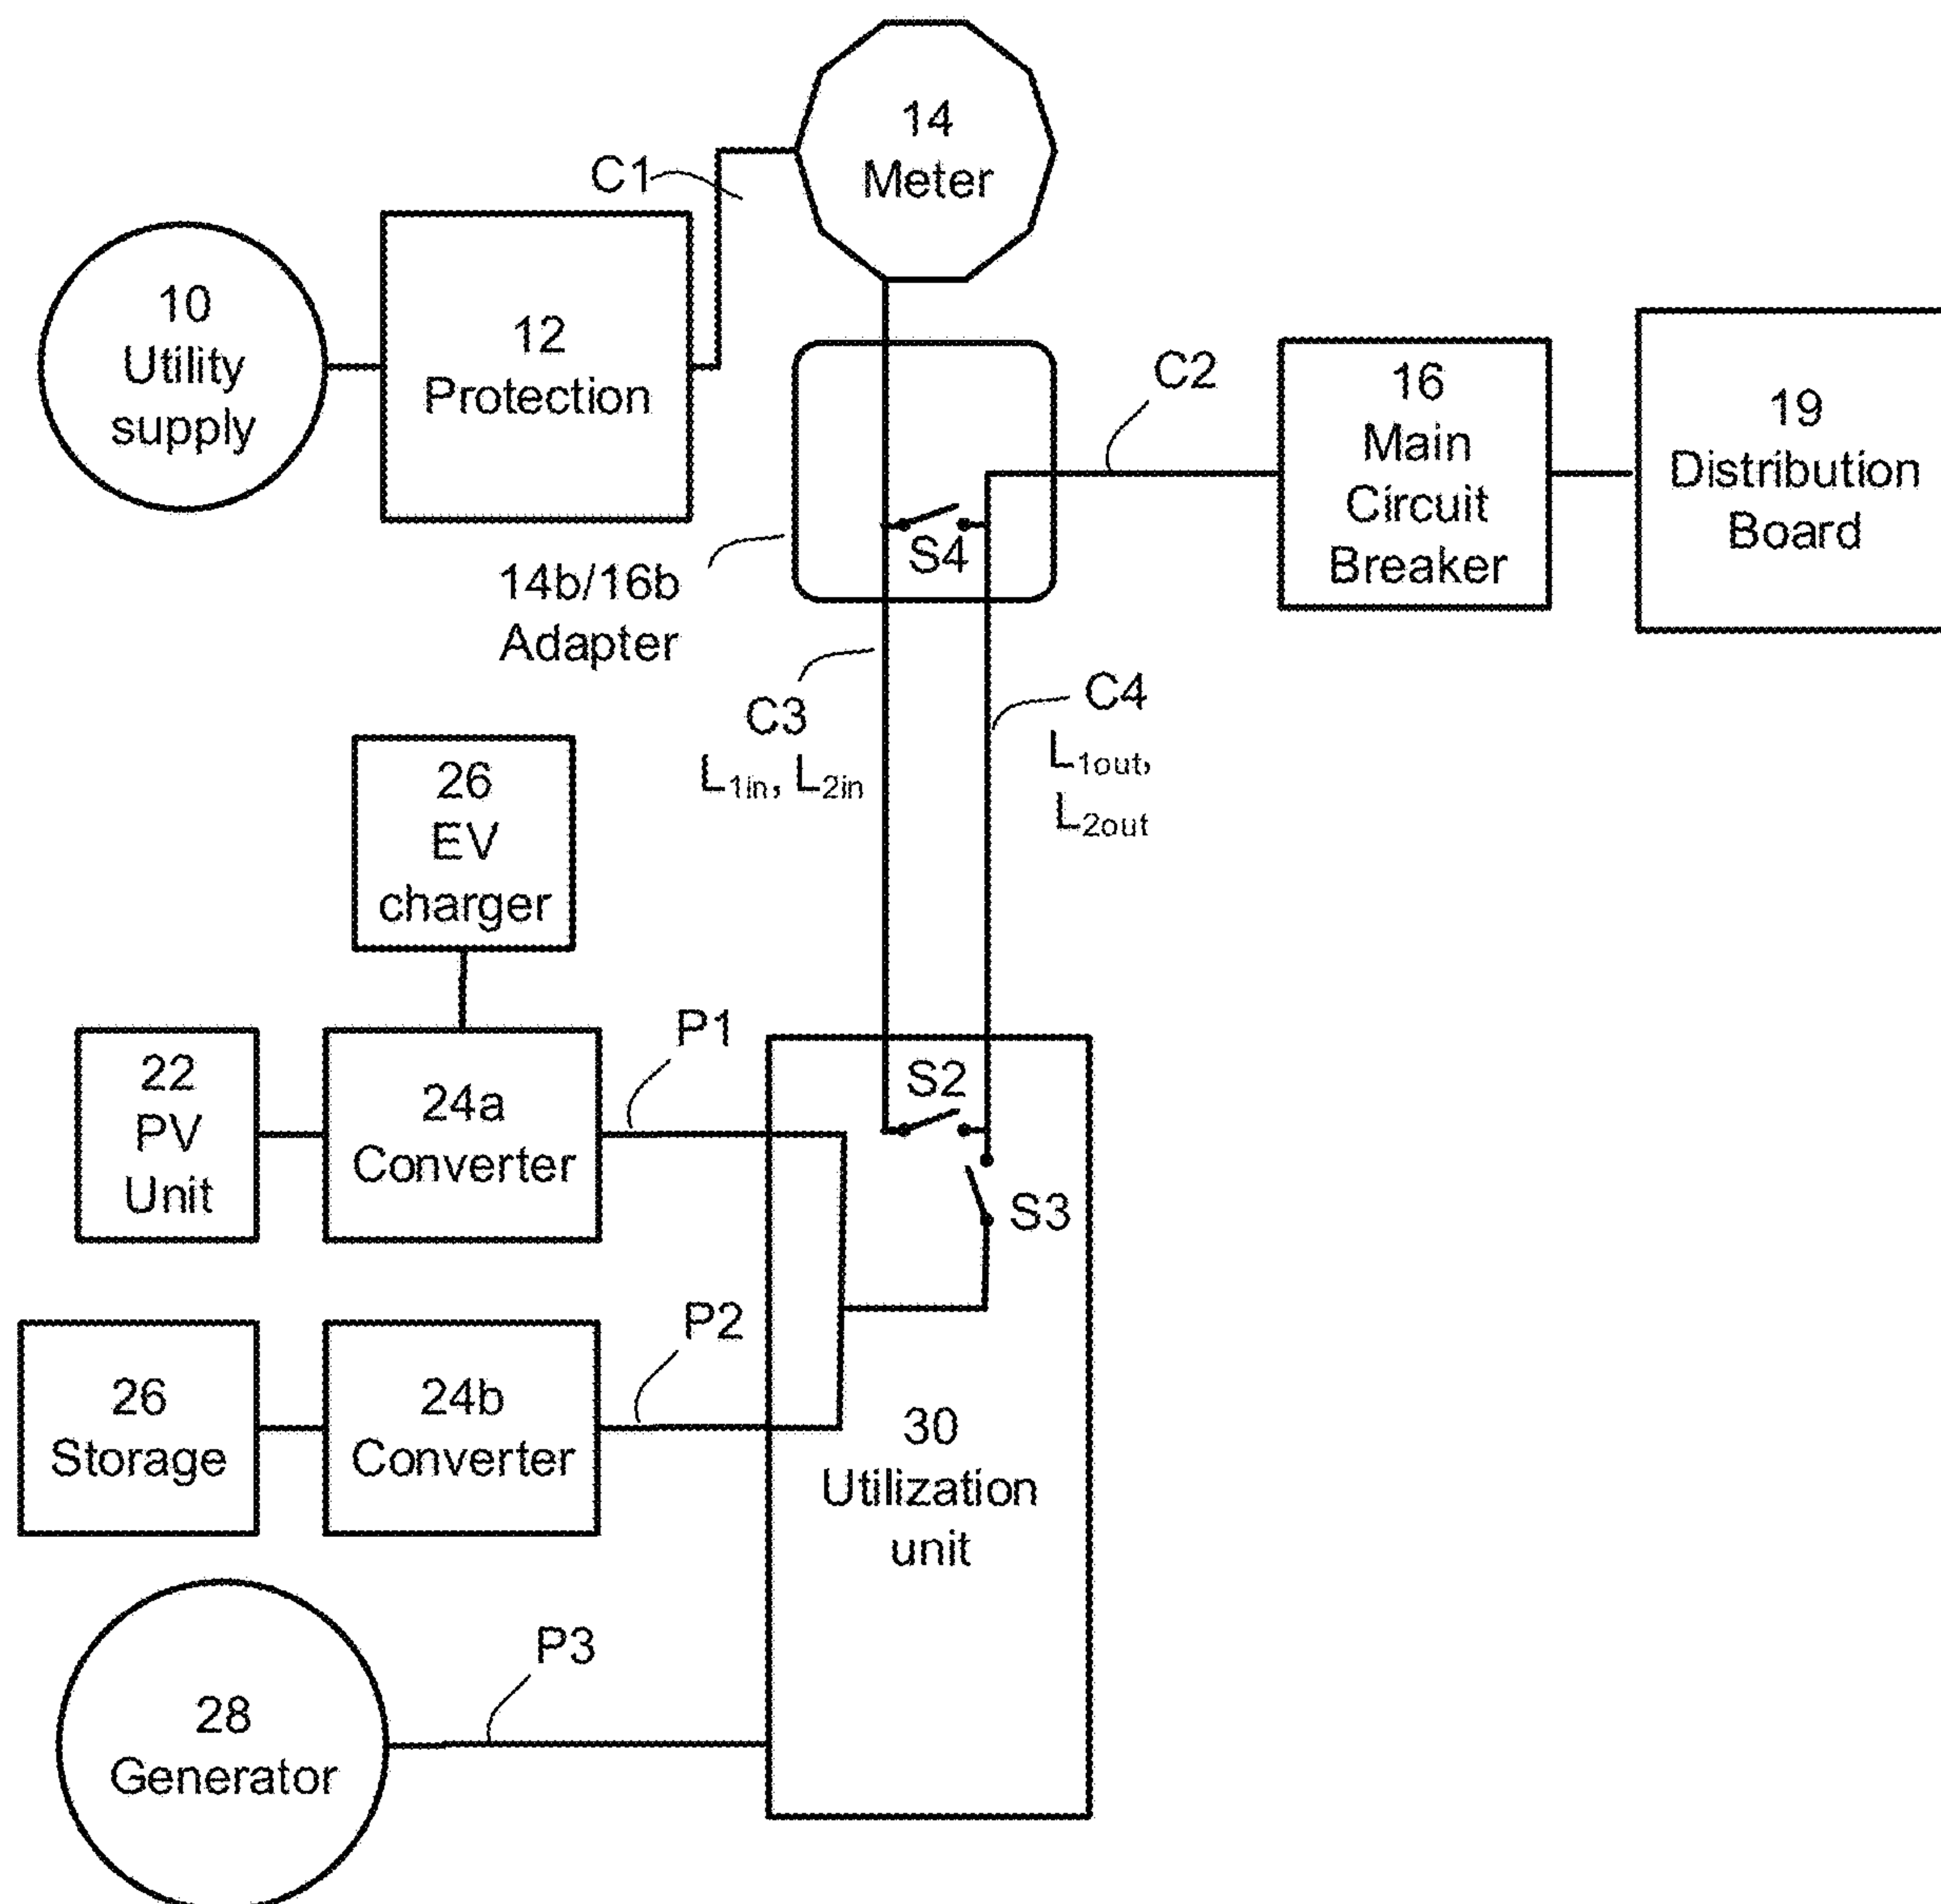 14
Meter
C1
10
Utility
supply
12
Protection
C2
16
Main
Circuit
Breaker
19
Distribution
Board
S4
14b/16b
Adapter
C3
L1in, L2in
C4
L1out,
L2out
26
EV
charger
P1
S2
22
PV
Unit
24a
Converter
S3
P2
26
Storage
24b
Converter
30
Utilization
unit
P3
28
Generator